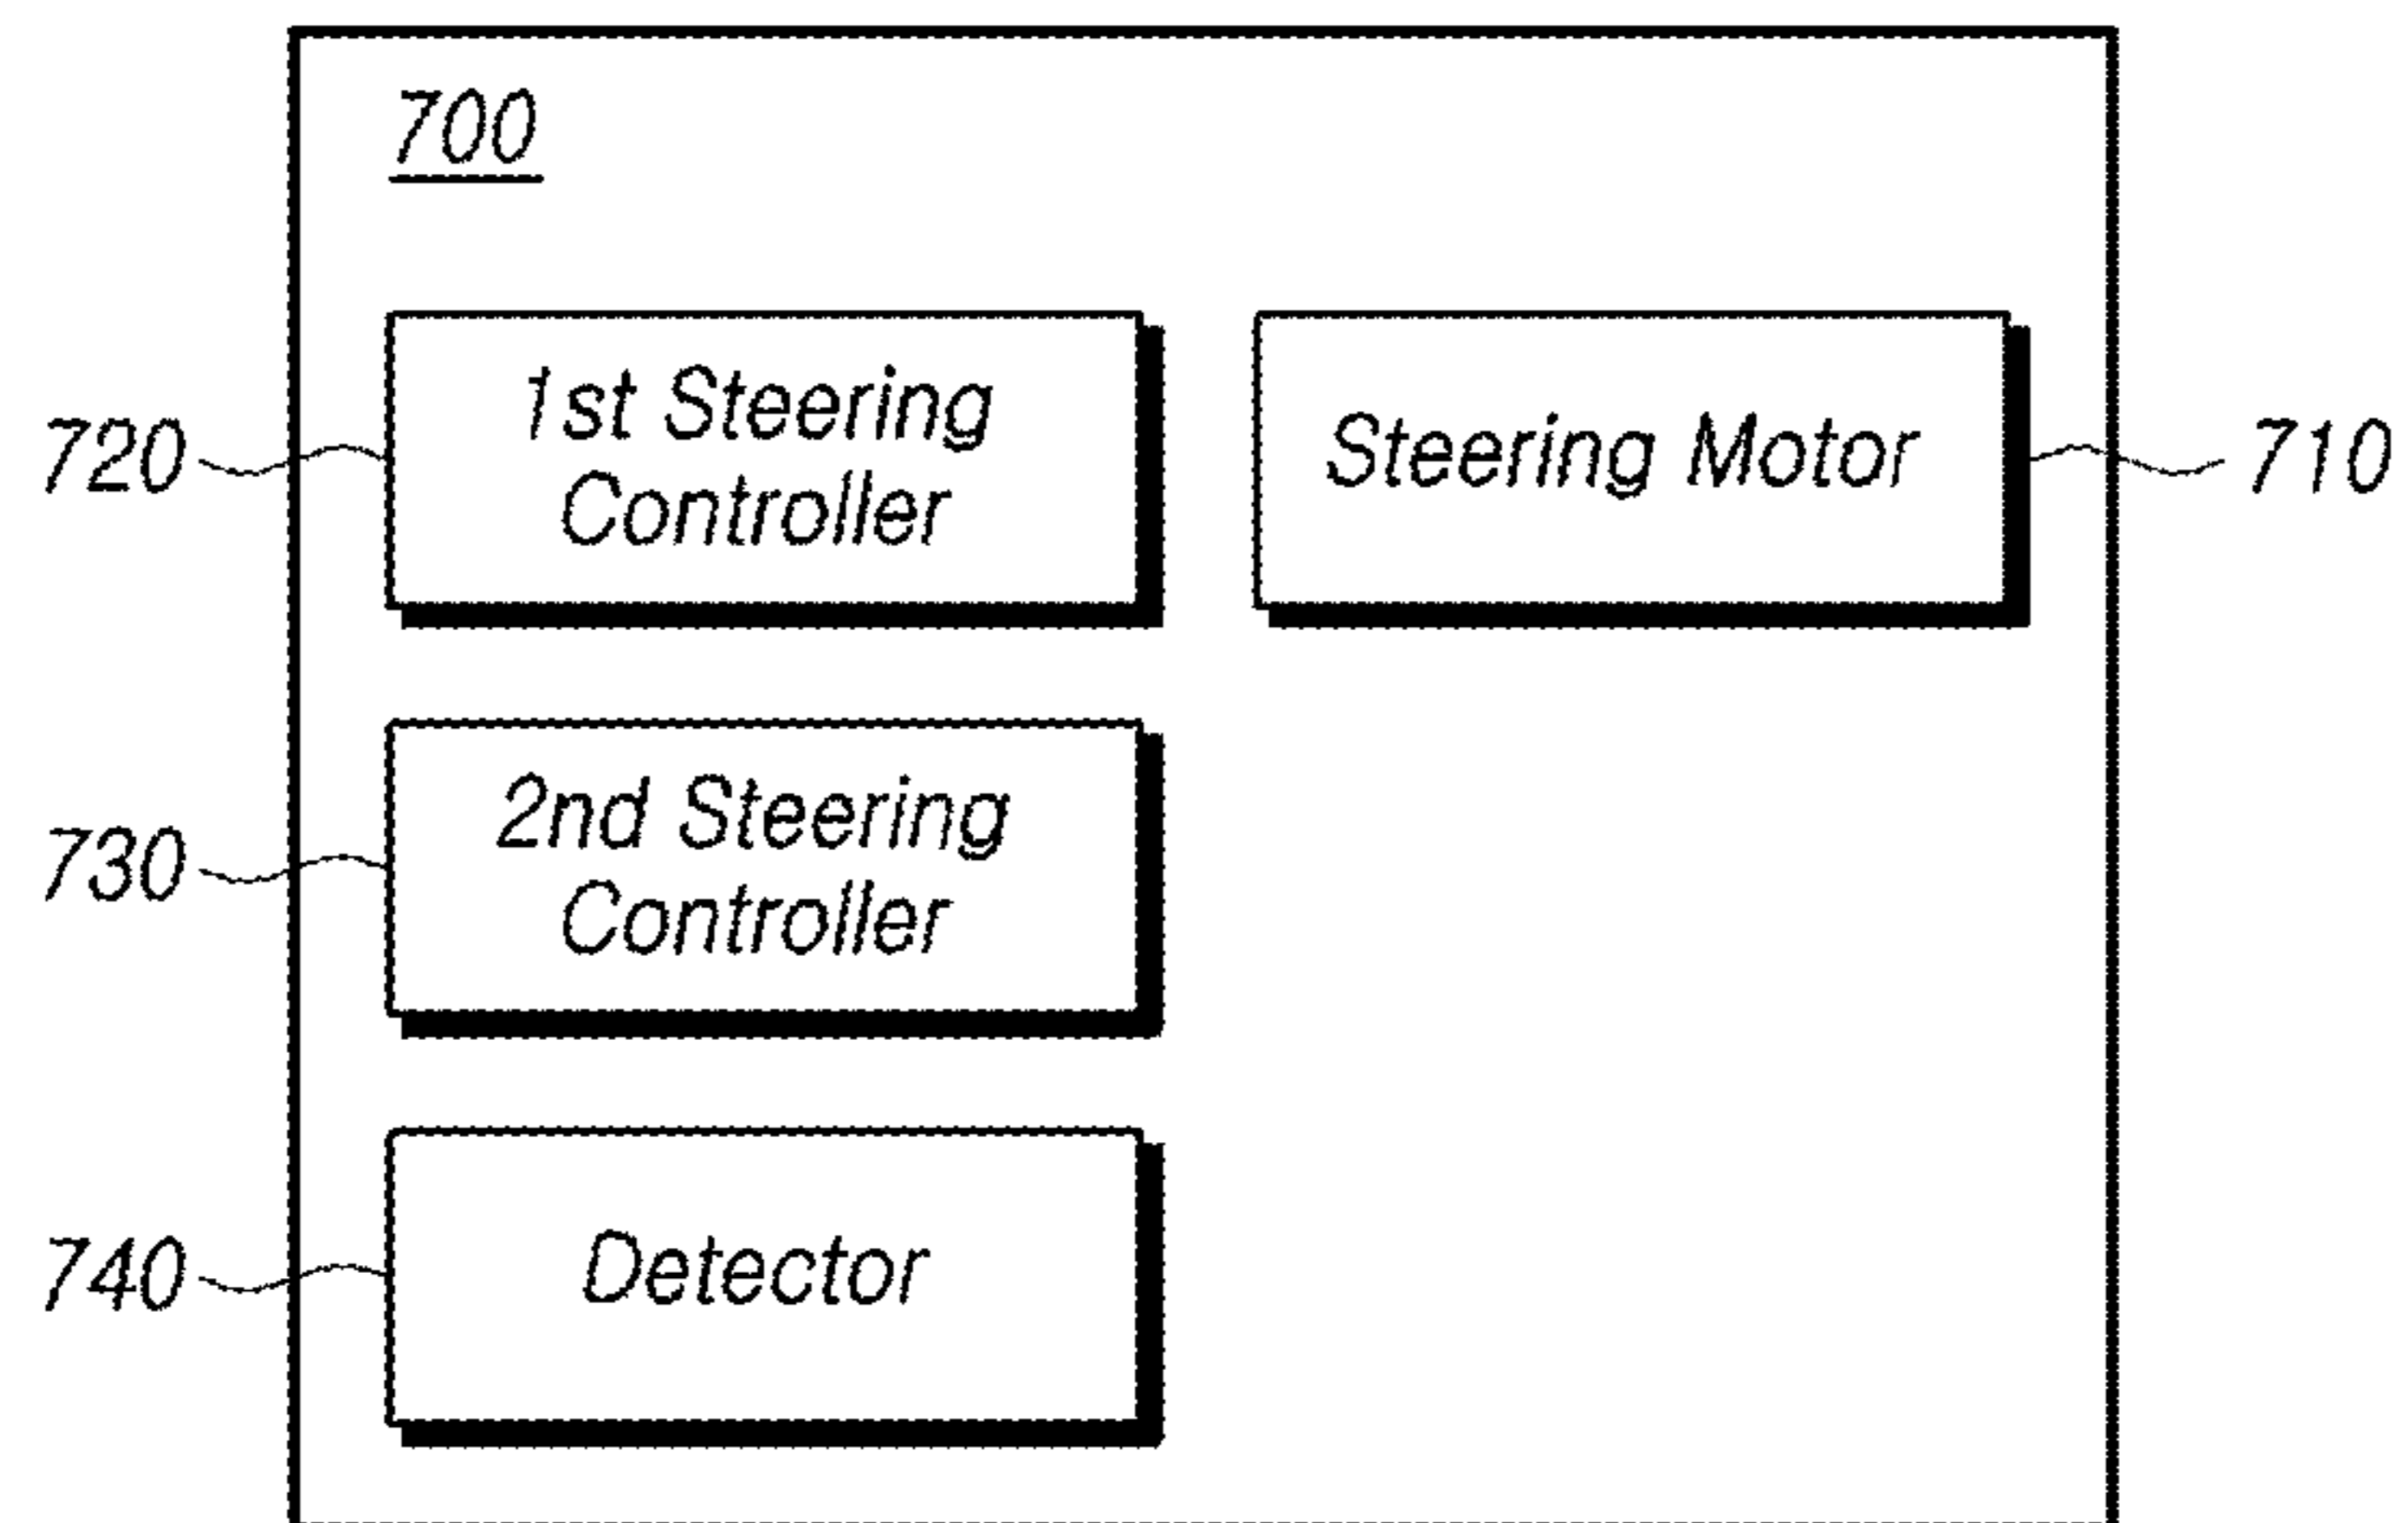 700
720
1st Steering
Controller
Steering Motor
710
730
2nd Steering
Controller
740
Detector